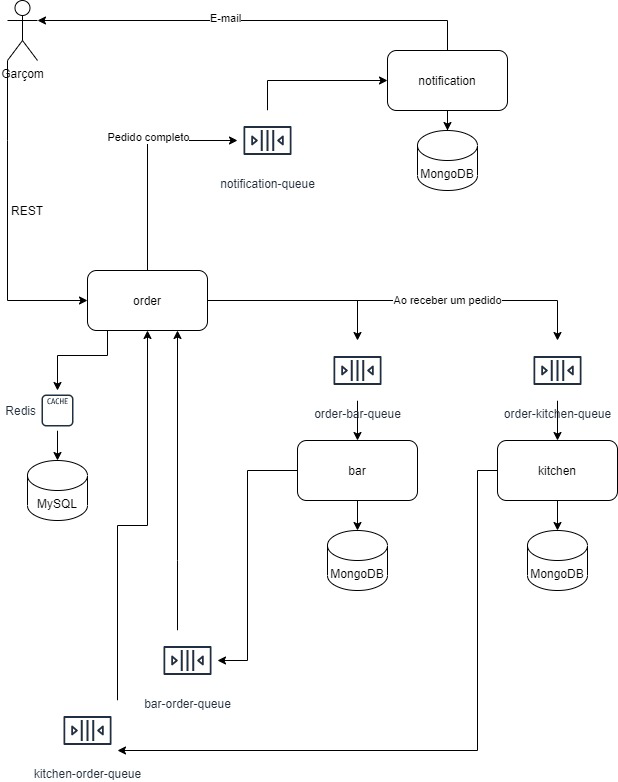 E-mail
Garçom
notification
Pedido completo
MongoDB
notification-queue
REST
order
Ao receber um pedido
Redis
CACHE
order-bar-queue
order-kitchen-queue
MySQL
bar
kitchen
MongoDB
MongoDB
bar-order-queue
kitchen-order-queue